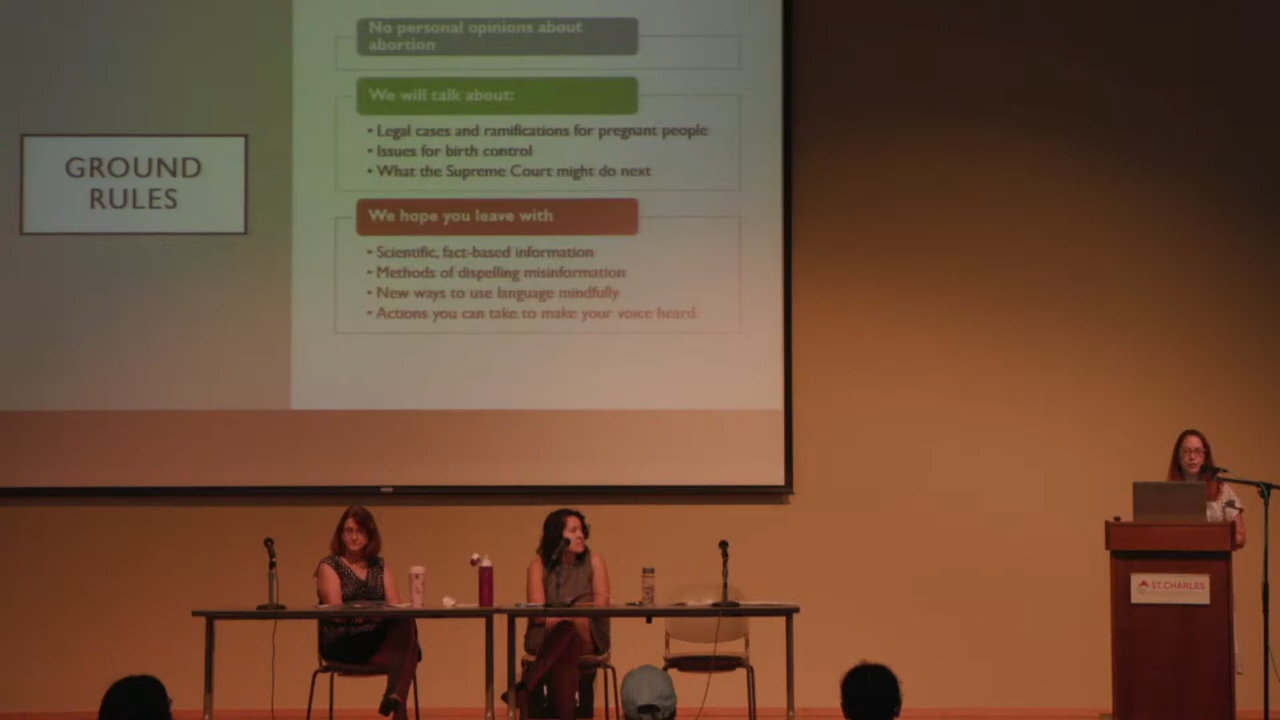 GROUND
RULES
No personal opinions about
abortion
We will talk about:
• Legal cases and ramifications for pregnant people
• Issues for birth control
• What the Supreme Court might do next
We hope you leave with
• Scientific, fact-based information
• Methods of dispelling misinformation
• New ways to use language mindfully
• Actions you can take to make your voice heard.
ST. CHARLES